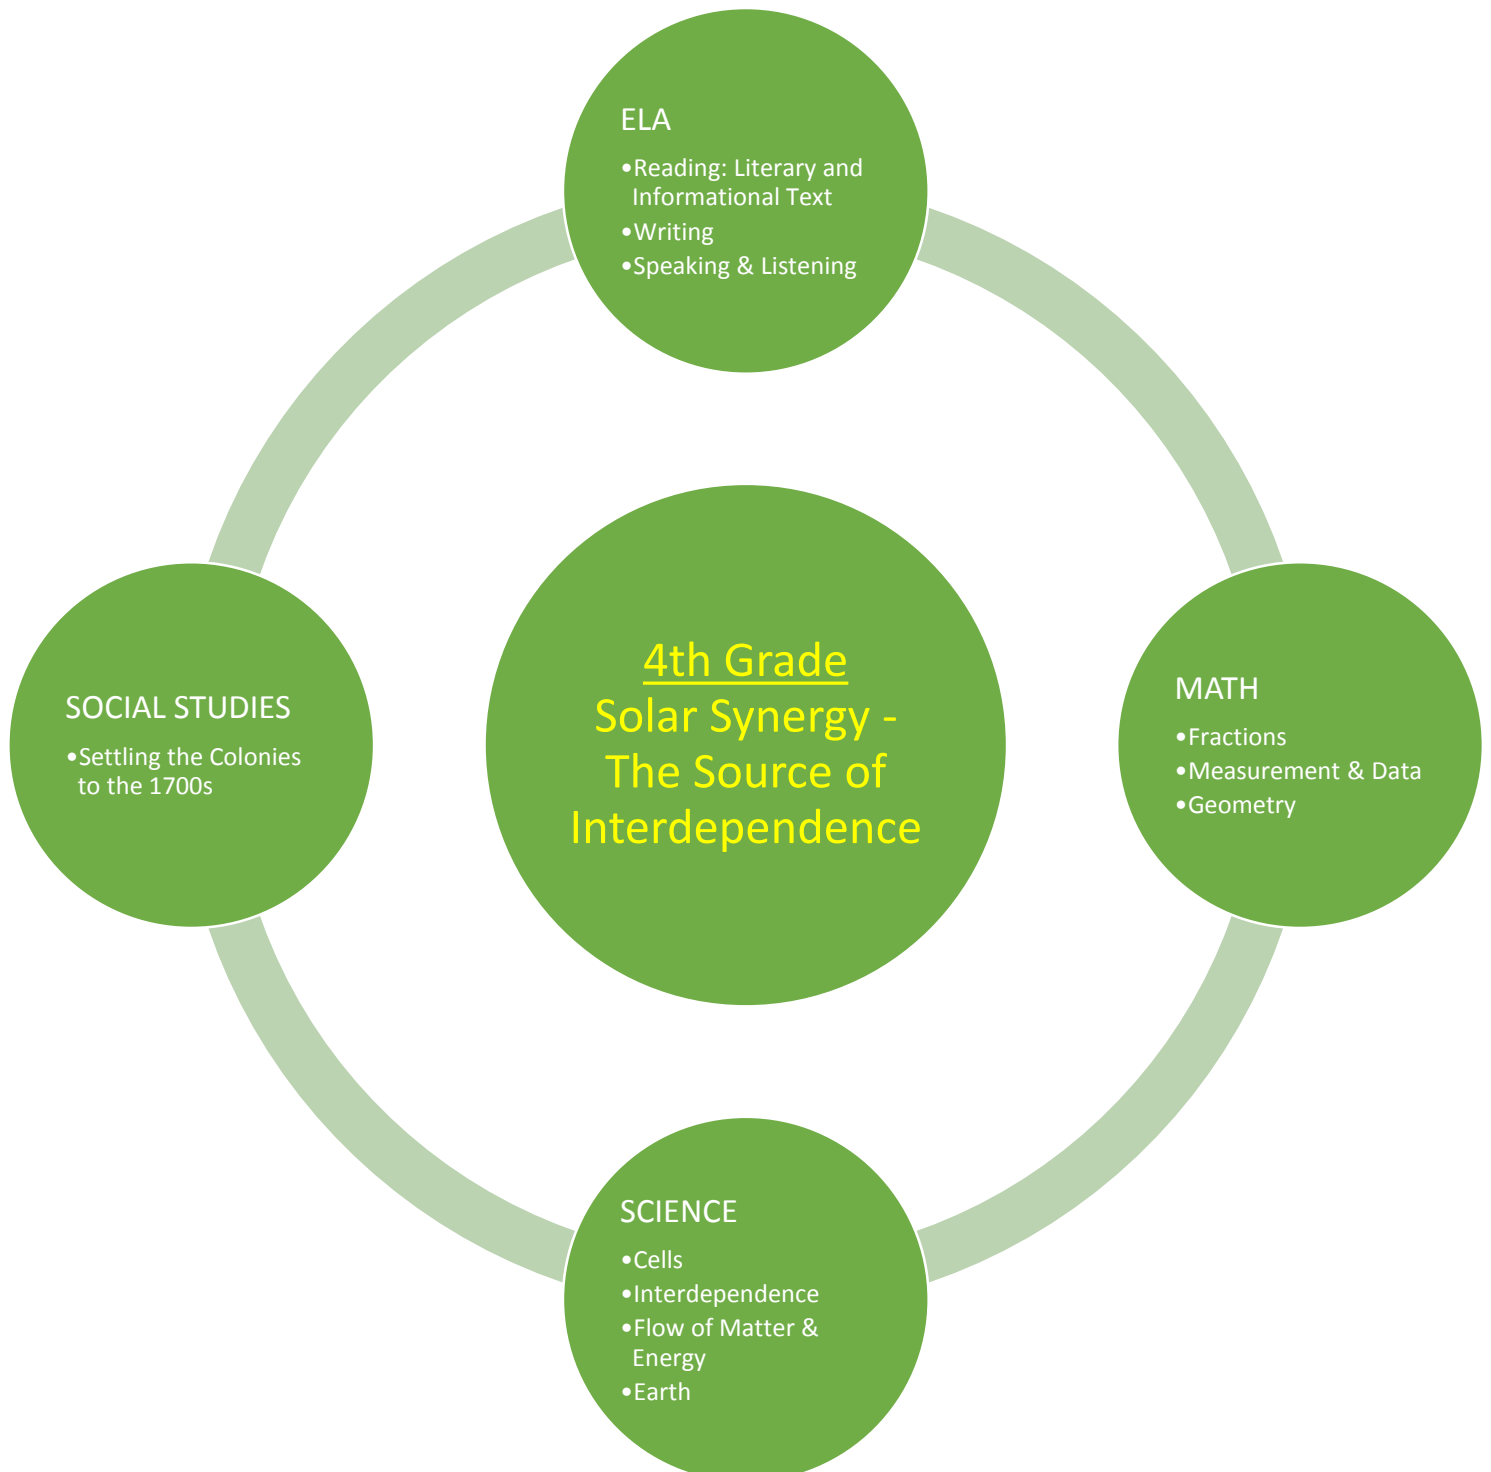 ELA
•Reading: Literary and
Informational Text
•Writing
•Speaking & Listening
SOCIAL STUDIES
•Settling the Colonies
to the 1700s
4th Grade
Solar Synergy -
The Source of
Interdependence
MATH
•Fractions
•Measurement & Data
•Geometry
SCIENCE
•Cells
•Interdependence
•Flow of Matter &
Energy
•Earth